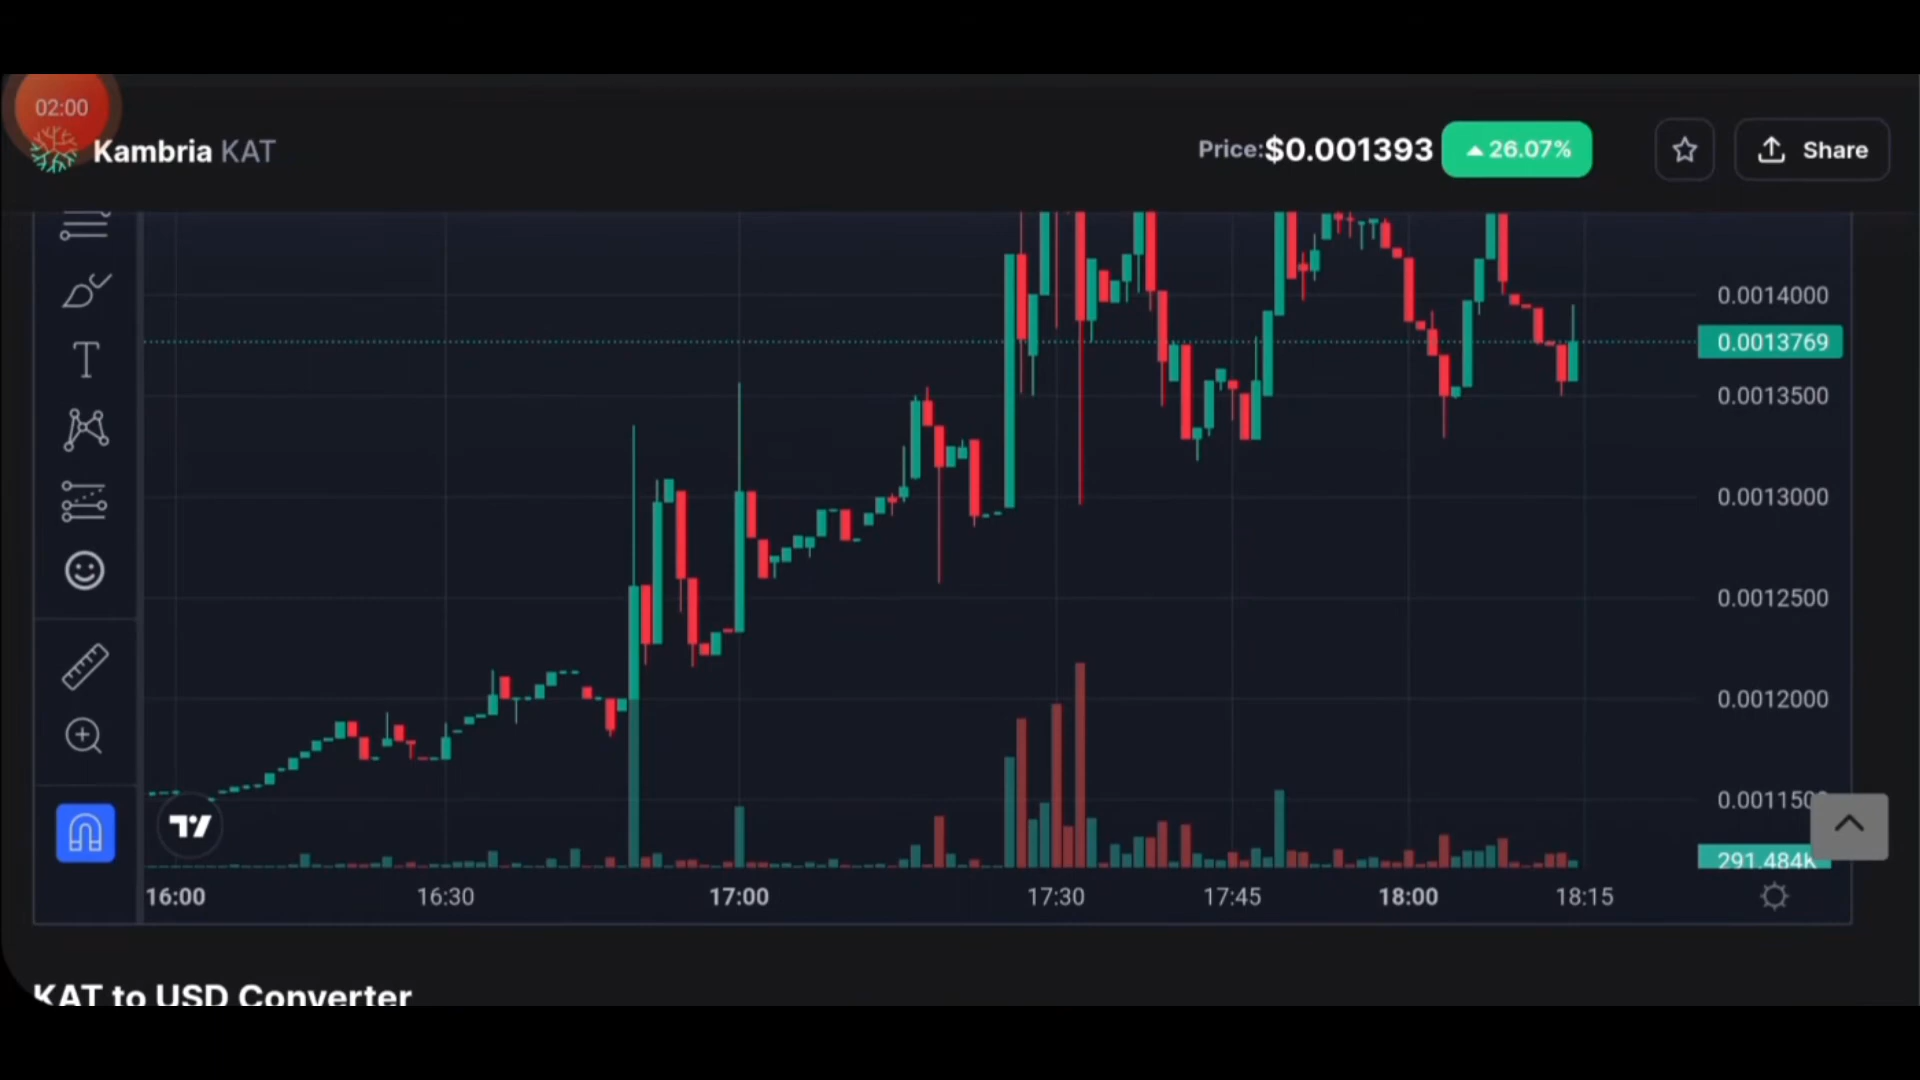 02:00
Kambria KAT
Price:$0.001393 ▲26.07%
Share
0.0014000
0.0013769
0.0013500
0.0013000
0.0012500
0.0012000
0.0011500
291.484K
16:00 16:30 17:00 17:30 17:45 18:00 18:15
KAT to USD Converter